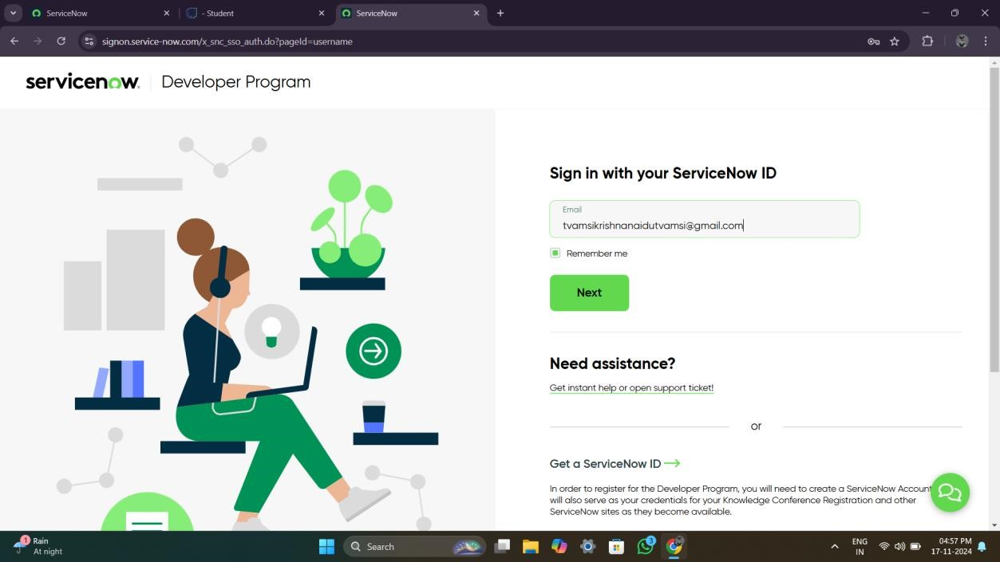 ServiceNow
- Student
ServiceNow
signon.service-now.com/x_snc_sso_auth.do?pageId=username
servicenow. Developer Program
Sign in with your ServiceNow ID
Email
tvamsikrishnanaidutvamsi@gmail.com
Remember me
Next
Need assistance?
Get instant help or open support ticket!
or
Get a ServiceNow ID
In order to register for the Developer Program, you will need to create a ServiceNow Account
will also serve as your credentials for your Knowledge Conference Registration and other
ServiceNow sites as they become available.
1
Rain
At night
Search
3
ENG
IN
04:57 PM
17-11-2024